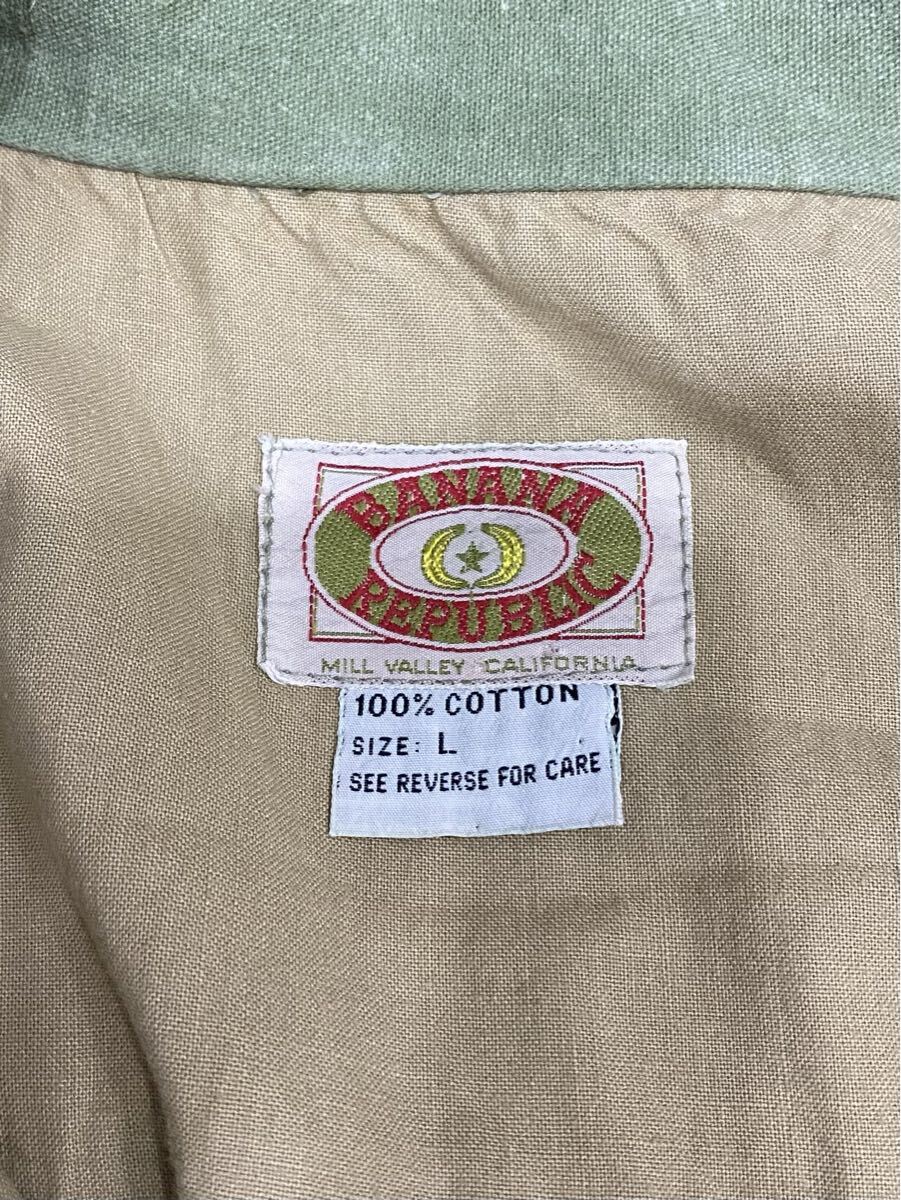 BANANA
REPUBLIC
MILL VALLEY CALIFORNIA
100% COTTON
SIZE: L
SEE REVERSE FOR CARE